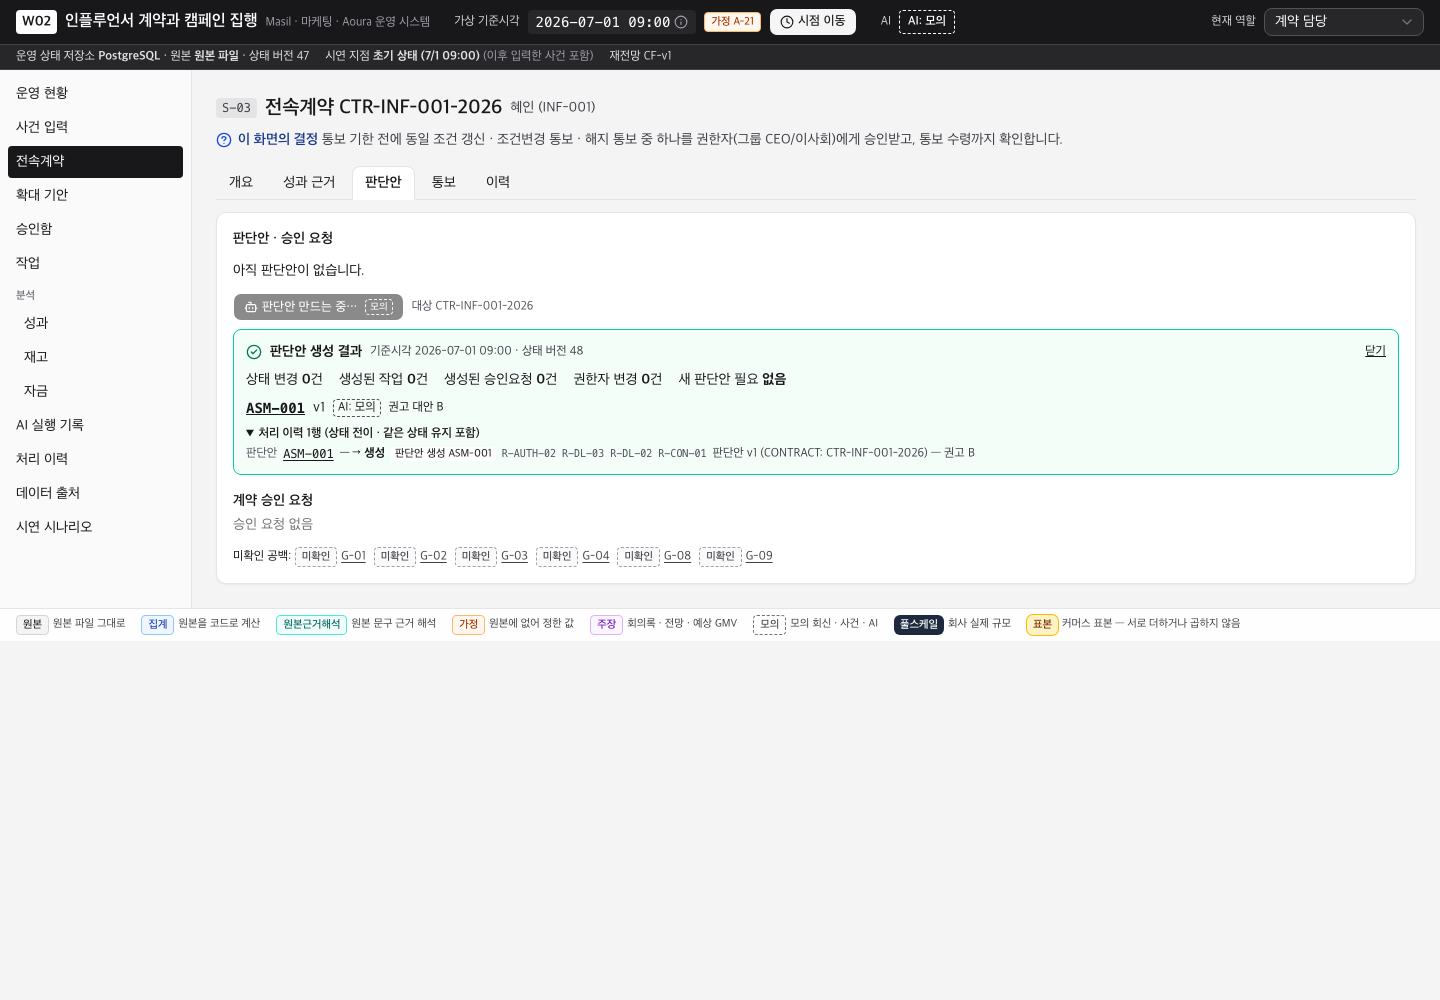 W02 인플루언서 계약과 캠페인 집행 Masil · 마케팅 · Aoura 운영 시스템 가상 기준시각 2026-07-01 09:00 가정 A-21 시점 이동 AI AI: 모의 현재 역할 계약 담당
운영 상태 저장소 PostgreSQL · 원본 원본 파일 · 상태 버전 47 시연 지점 초기 상태 (7/1 09:00) (이후 입력한 사건 포함) 재전망 CF-v1
운영 현황
사건 입력
전속계약
확대 기안
승인함
작업
분석
성과
재고
자금
AI 실행 기록
처리 이력
데이터 출처
시연 시나리오
S-03 전속계약 CTR-INF-001-2026 혜인 (INF-001)
이 화면의 결정 통보 기한 전에 동일 조건 갱신 · 조건변경 통보 · 해지 통보 중 하나를 권한자(그룹 CEO/이사회)에게 승인받고, 통보 수령까지 확인합니다.
개요 성과 근거 판단안 통보 이력
판단안 · 승인 요청
아직 판단안이 없습니다.
판단안 만드는 중… 모의 대상 CTR-INF-001-2026
판단안 생성 결과 기준시각 2026-07-01 09:00 · 상태 버전 48 닫기
상태 변경 0건 생성된 작업 0건 생성된 승인요청 0건 권한자 변경 0건 새 판단안 필요 없음
ASM-001 v1 AI: 모의 권고 대안 B
▼ 처리 이력 1행 (상태 전이 · 같은 상태 유지 포함)
판단안 ASM-001 —→ 생성 판단안 생성 ASM-001 R-AUTH-02 R-DL-03 R-DL-02 R-CON-01 판단안 v1 (CONTRACT: CTR-INF-001-2026) — 권고 B
계약 승인 요청
승인 요청 없음
미확인 공백: 미확인 G-01 미확인 G-02 미확인 G-03 미확인 G-04 미확인 G-08 미확인 G-09
원본 원본 파일 그대로 집계 원본을 코드로 계산 원본근거해석 원본 문구 근거 해석 가정 원본에 없어 정한 값 주장 회의록 · 전망 · 예상 GMV 모의 모의 회신 · 사건 · AI 풀스케일 회사 실제 규모 표본 커머스 표본 — 서로 더하거나 곱하지 않음